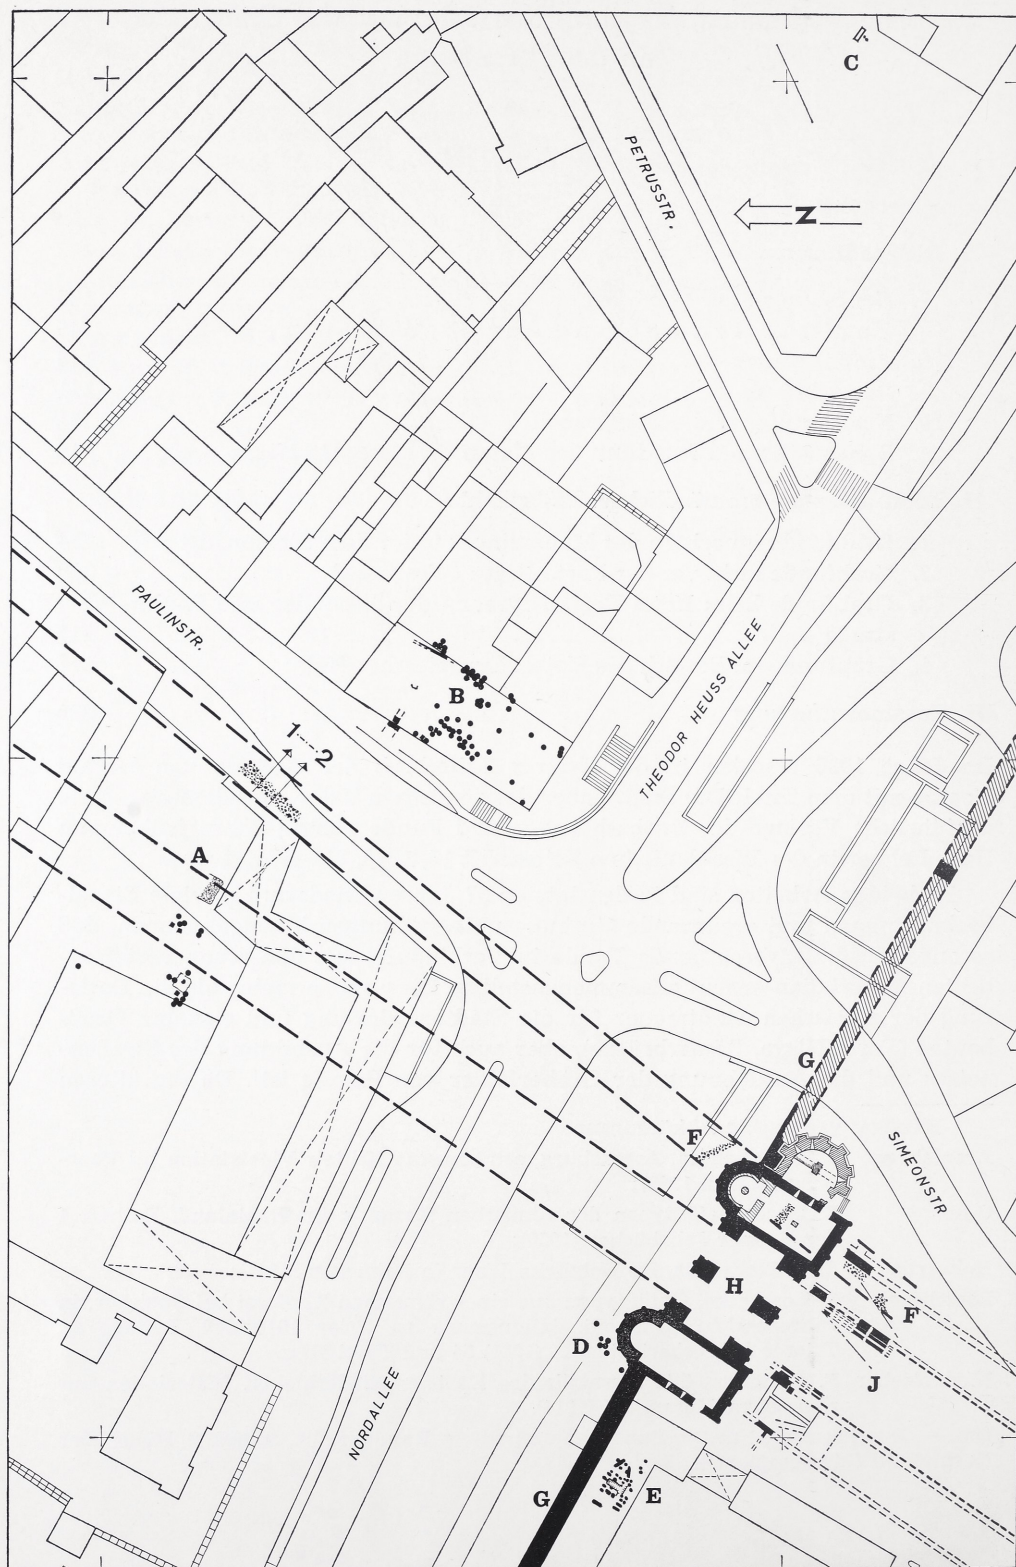 C
PETRUSSTR.
N
PAULINSTR.
B
THEODOR HEUSS ALLEE
1
2
A
G
F
SIMEONSTR
H
F
D
J
NORDALLEE
G
E